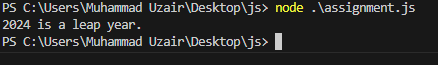 PS C:\Users\Muhammad Uzair\Desktop\js> node .\assignment.js
2024 is a leap year.
PS C:\Users\Muhammad Uzair\Desktop\js>